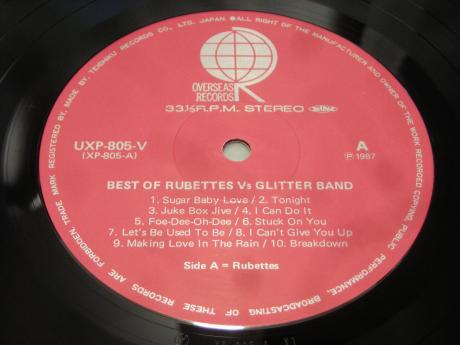 TRADE MARK REGISTERED BY, MADE BY, TEICHIKU RECORDS CO., LTD. JAPAN. ALL RIGHT OF THE MANUFACTURER AND OWNER OF THE WORK RECORDED COPYING PUBLIC PERFORMANCE, BROADCASTING OF THESE RECORDS ARE FORBIDDEN,
OVERSEAS
RECORDS
33⅓R.P.M. STEREO
UXP-805-V
(XP-805-A)
A
Ⓟ1987
BEST OF RUBETTES Vs GLITTER BAND
1. Sugar Baby Love / 2. Tonight
3. Juke Box Jive / 4. I Can Do It
5. Foe-Dee-Oh-Dee / 6. Stuck On You
7. Let's Be Used To Be / 8. I Can't Give You Up
9. Making Love In The Rain / 10. Breakdown
Side A = Rubettes